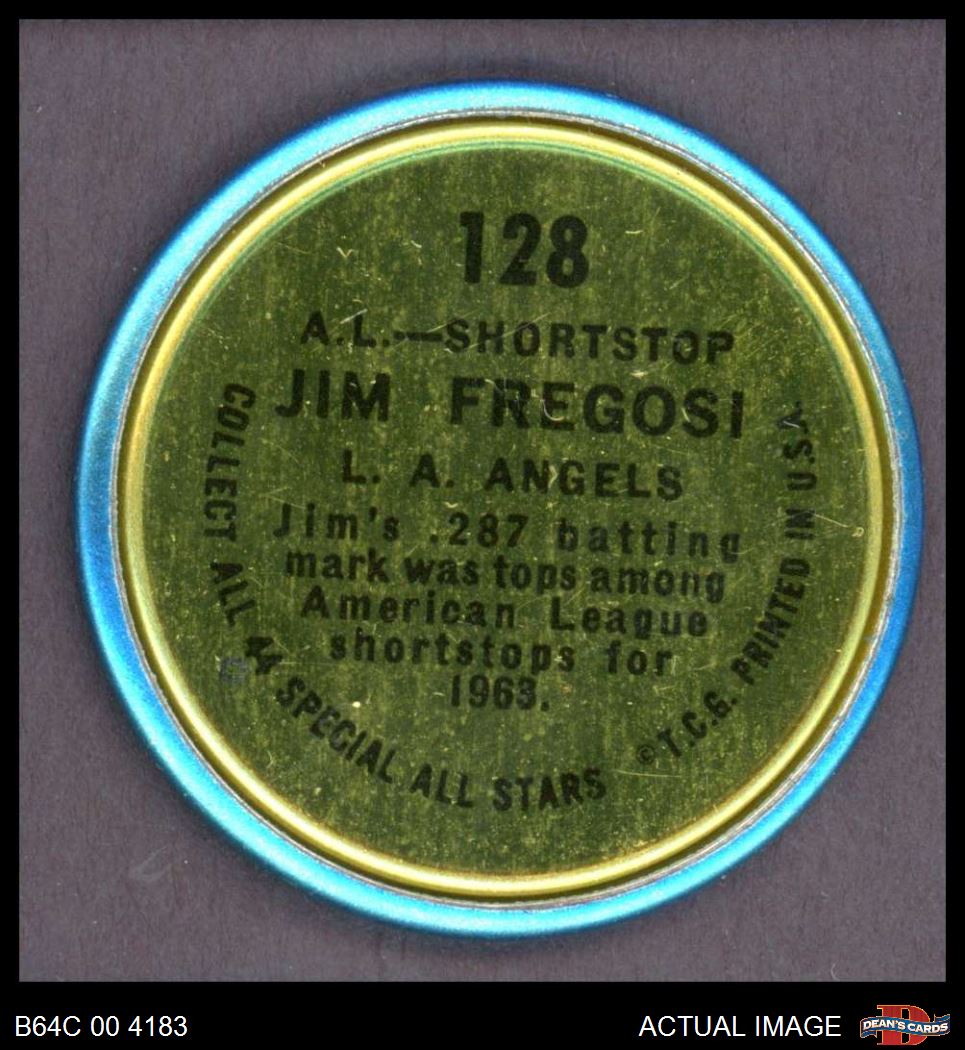 128
A.L.—SHORTSTOP
JIM FREGOSI
L. A. ANGELS
Jim's .287 batting
mark was tops among
American League
shortstops for
1963.
COLLECT ALL 44 SPECIAL ALL STARS
© T.C.G. PRINTED IN U.S.A.
B64C 00 4183
ACTUAL IMAGE
D
DEAN'S CARDS